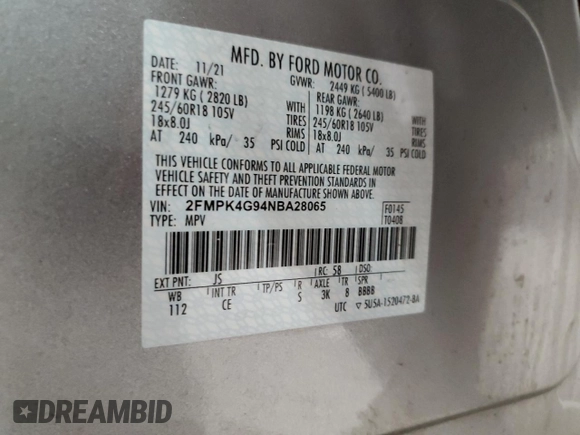 MFD. BY FORD MOTOR CO.
DATE: 11/21 GVWR: 2449 KG ( 5400 LB)
FRONT GAWR: REAR GAWR:
1279 KG ( 2820 LB) 1198 KG ( 2640 LB)
WITH WITH
245/60R18 105V TIRES 245/60R18 105V TIRES
18x8.0J RIMS 18x8.0J RIMS
AT 240 kPa/ 35 PSI COLD AT 240 kPa/ 35 PSI COLD
THIS VEHICLE CONFORMS TO ALL APPLICABLE FEDERAL MOTOR
VEHICLE SAFETY AND THEFT PREVENTION STANDARDS IN
EFFECT ON THE DATE OF MANUFACTURE SHOWN ABOVE.
VIN: 2FMPK4G94NBA28065 F0145
TYPE: MPV T0408
EXT PNT: JS RC: 58 DSO:
WB INT TR TP/PS R AXLE TR SPR
112 CE S 3K 8 BBBB
UTC ▽ 5U5A-1520472-BA
DREAMBID